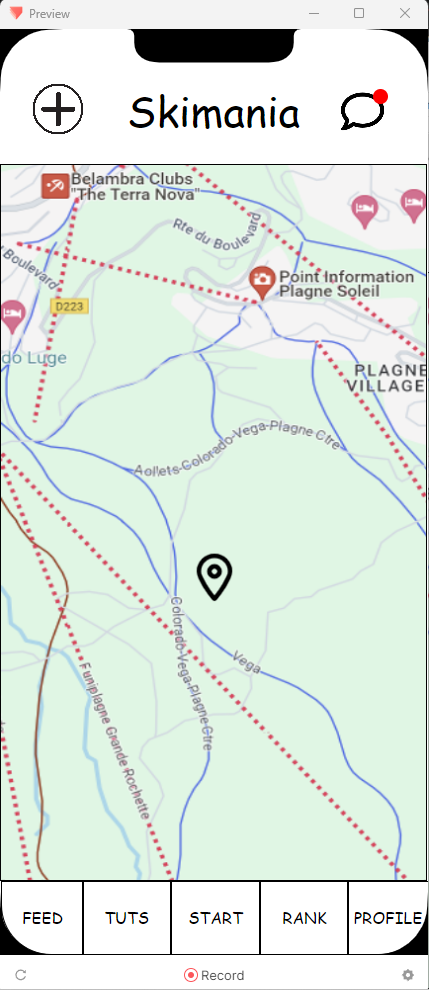 Preview
Skimania
Belambra Clubs
"The Terra Nova"
Rte du Boulevard
Boulevard
Point Information
Plagne Soleil
D223
do Luge
PLAGNE
VILLAGE
Aollets-Colorado-Vega-Plagne Ctre
Colorado-Vega-Plagne Ctre
Vega
Funiplagne Grande Rochette
FEED
TUTS
START
RANK
PROFILE
Record